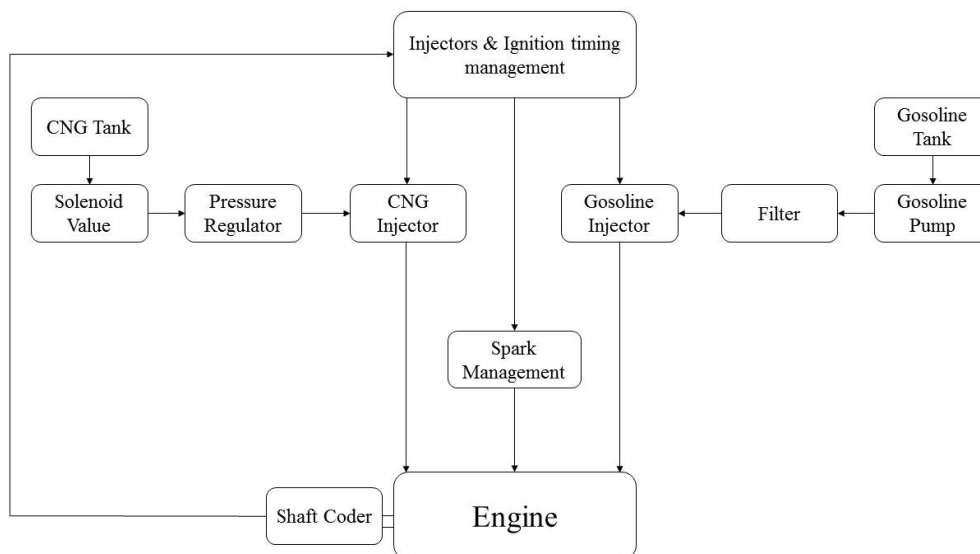 Injectors & Ignition timing
management
CNG Tank
Gosoline
Tank
Solenoid
Value
Pressure
Regulator
CNG
Injector
Gosoline
Injector
Filter
Gosoline
Pump
Spark
Management
Shaft Coder
Engine